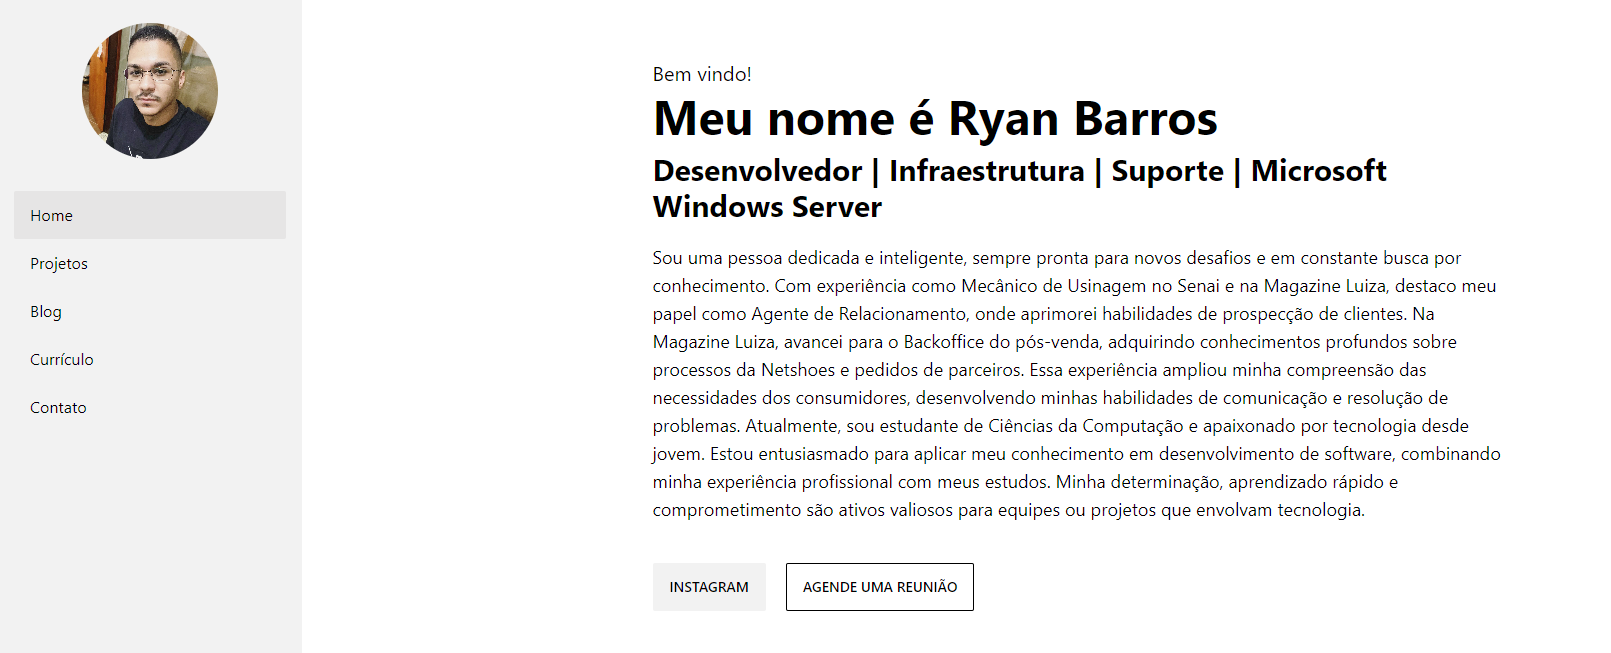 Home
Projetos
Blog
Currículo
Contato
Bem vindo!
Meu nome é Ryan Barros
Desenvolvedor | Infraestrutura | Suporte | Microsoft
Windows Server
Sou uma pessoa dedicada e inteligente, sempre pronta para novos desafios e em constante busca por
conhecimento. Com experiência como Mecânico de Usinagem no Senai e na Magazine Luiza, destaco meu
papel como Agente de Relacionamento, onde aprimorei habilidades de prospecção de clientes. Na
Magazine Luiza, avancei para o Backoffice do pós-venda, adquirindo conhecimentos profundos sobre
processos da Netshoes e pedidos de parceiros. Essa experiência ampliou minha compreensão das
necessidades dos consumidores, desenvolvendo minhas habilidades de comunicação e resolução de
problemas. Atualmente, sou estudante de Ciências da Computação e apaixonado por tecnologia desde
jovem. Estou entusiasmado para aplicar meu conhecimento em desenvolvimento de software, combinando
minha experiência profissional com meus estudos. Minha determinação, aprendizado rápido e
comprometimento são ativos valiosos para equipes ou projetos que envolvam tecnologia.
INSTAGRAM
AGENDE UMA REUNIÃO